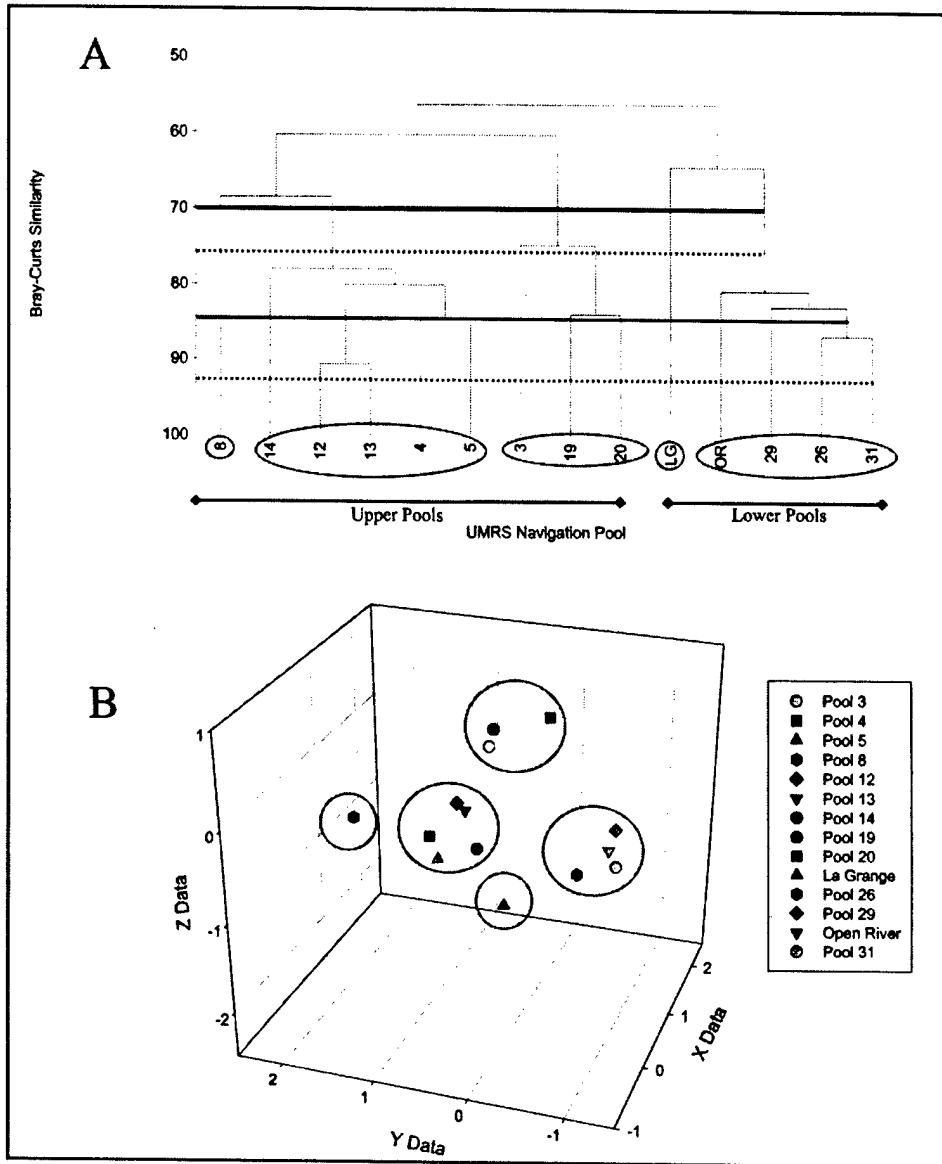 A
Bray-Curts Similarity
50
60
70
80
90
100
8 14 12 13 4 5 3 19 20 LG OR 29 26 31
Upper Pools Lower Pools
UMRS Navigation Pool
B
Z Data
1
0
-1
-2
2 1 0 -1
Y Data
-1 0 1 2
X Data
Pool 3
Pool 4
Pool 5
Pool 8
Pool 12
Pool 13
Pool 14
Pool 19
Pool 20
La Grange
Pool 26
Pool 29
Open River
Pool 31